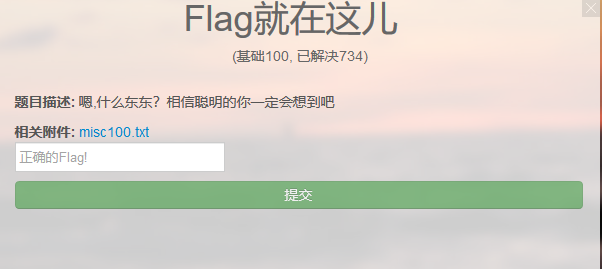 Flag就在这儿
(基础100, 已解决734)
题目描述: 嗯,什么东东？相信聪明的你一定会想到吧
相关附件: misc100.txt
正确的Flag!
提交